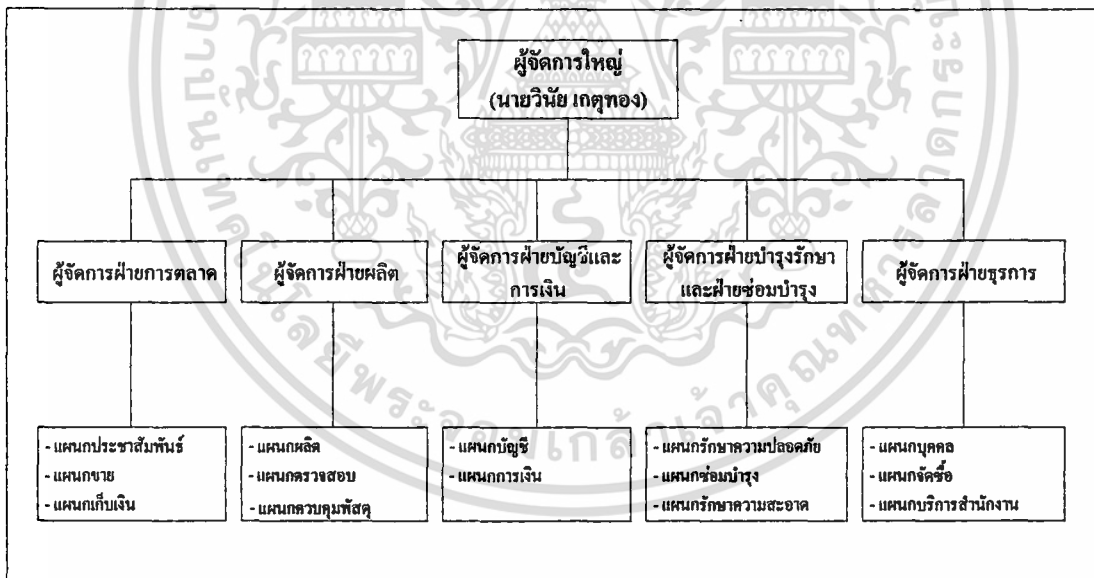 ผู้จัดการใหญ่
(นายวินัย เกตุทอง)
ผู้จัดการฝ่ายการตลาด
ผู้จัดการฝ่ายผลิต
ผู้จัดการฝ่ายบัญชีและ
การเงิน
ผู้จัดการฝ่ายบำรุงรักษา
และฝ่ายซ่อมบำรุง
ผู้จัดการฝ่ายธุรการ
- แผนกประชาสัมพันธ์
- แผนกขาย
- แผนกเก็บเงิน
- แผนกผลิต
- แผนกตรวจสอบ
- แผนกควบคุมพัสดุ
- แผนกบัญชี
- แผนกการเงิน
- แผนกรักษาความปลอดภัย
- แผนกซ่อมบำรุง
- แผนกรักษาความสะอาด
- แผนกบุคคล
- แผนกจัดซื้อ
- แผนกบริการสำนักงาน